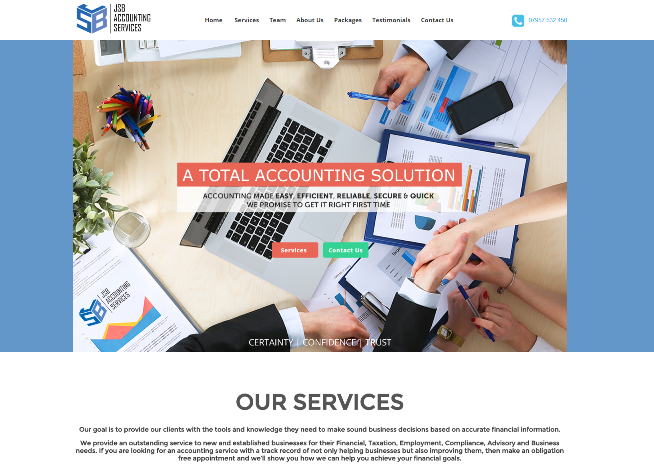 JSB
ACCOUNTING
SERVICES
Home Services Team About Us Packages Testimonials Contact Us
A TOTAL ACCOUNTING SOLUTION
ACCOUNTING MADE EASY, EFFICIENT, RELIABLE, SECURE & QUICK
WE PROMISE TO GET IT RIGHT FIRST TIME
Services Contact Us
JSB
ACCOUNTING
SERVICES
CERTAINTY | CONFIDENCE | TRUST
OUR SERVICES
Our goal is to provide our clients with the tools and knowledge they need to make sound business decisions based on accurate financial information.
We provide an outstanding service to new and established businesses for their Financial, Taxation, Employment, Compliance, Advisory and Business
needs. If you are looking for an accounting service with a track record of not only helping businesses but also improving them, then make an obligation
free appointment and we'll show you how we can help you achieve your financial goals.